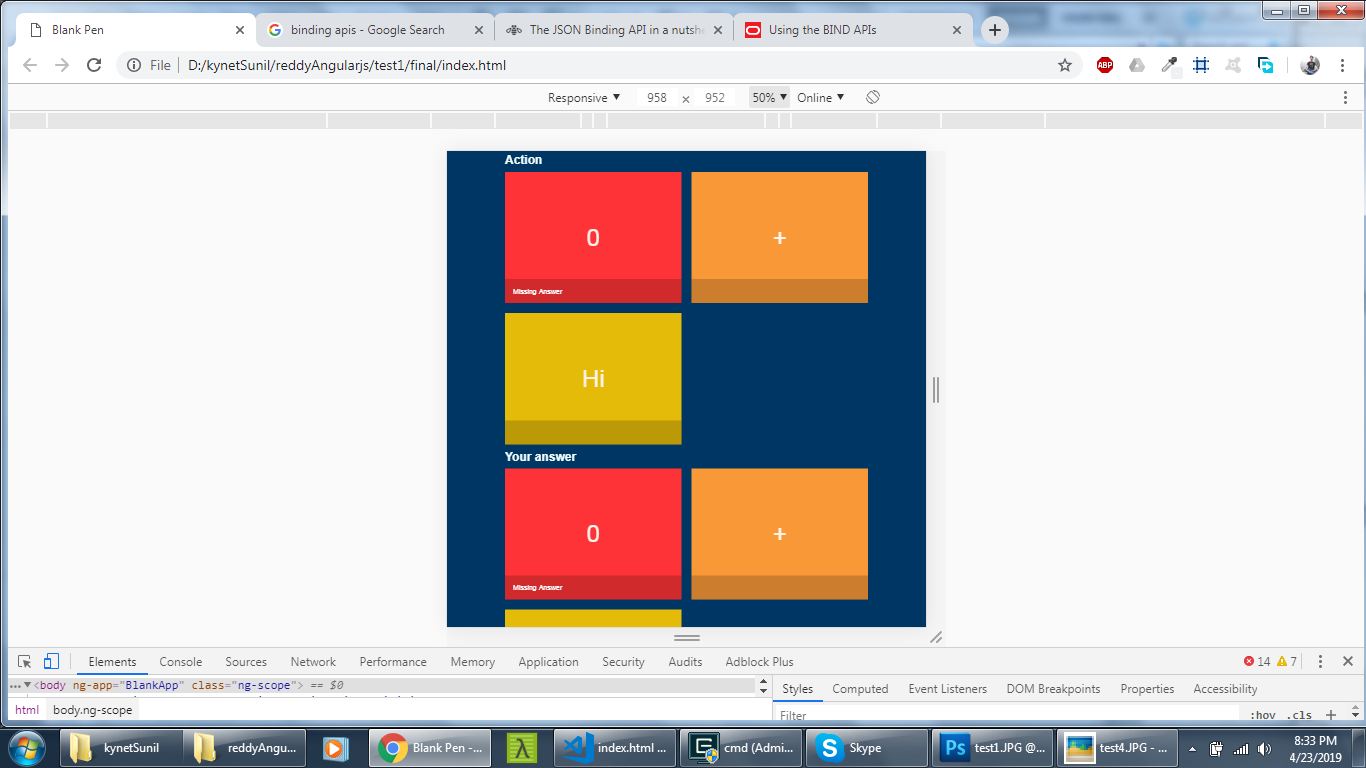 Blank Pen
binding apis - Google Search
The JSON Binding API in a nutshe
Using the BIND APIs
File
D:/kynetSunil/reddyAngularjs/test1/final/index.html
ABP
Responsive ▼ 958 x 952 50% ▼ Online ▼
Action
0
+
Missing Answer
Hi
Your answer
0
+
Missing Answer
Elements Console Sources Network Performance Memory Application Security Audits Adblock Plus 14 7
<body ng-app="BlankApp" class="ng-scope"> == $0
Styles Computed Event Listeners DOM Breakpoints Properties Accessibility
html body.ng-scope
Filter :hov .cls +
kynetSunil
reddyAngu...
Blank Pen -...
index.html ...
cmd (Admi...
Skype
Ps test1.JPG @...
test4.JPG - ...
8:33 PM
4/23/2019